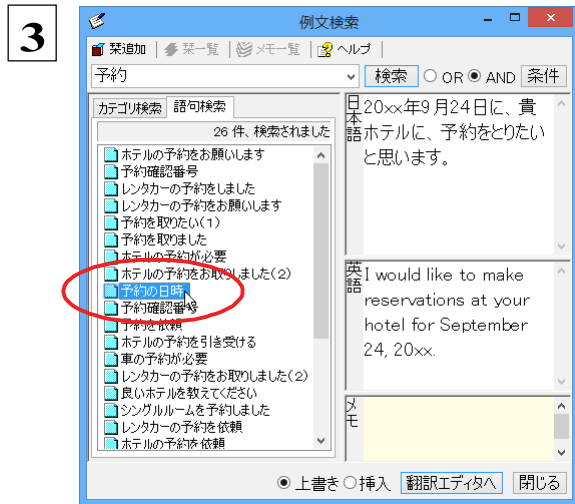 3
例文検索
栞追加 栞一覧 メモ一覧 ヘルプ
予約 検索 OR AND 条件
カテゴリ検索 語句検索
26 件、検索されました
ホテルの予約をお願いします
予約確認番号
レンタカーの予約をしました
レンタカーの予約をお願いします
予約を取りたい(1)
予約を取りました
ホテルの予約が必要
ホテルの予約をお取りしました(2)
予約の日時
予約確認番号
予約を依頼
ホテルの予約を引き受ける
車の予約が必要
レンタカーの予約をお取りしました(2)
良いホテルを教えてください
シングルルームを予約しました
レンタカーの予約を依頼
ホテルの予約を依頼
日本語
20xx年9月24日に、貴
ホテルに、予約をとりたい
と思います。
英語
I would like to make
reservations at your
hotel for September
24, 20xx.
メモ
上書き 挿入 翻訳エディタへ 閉じる